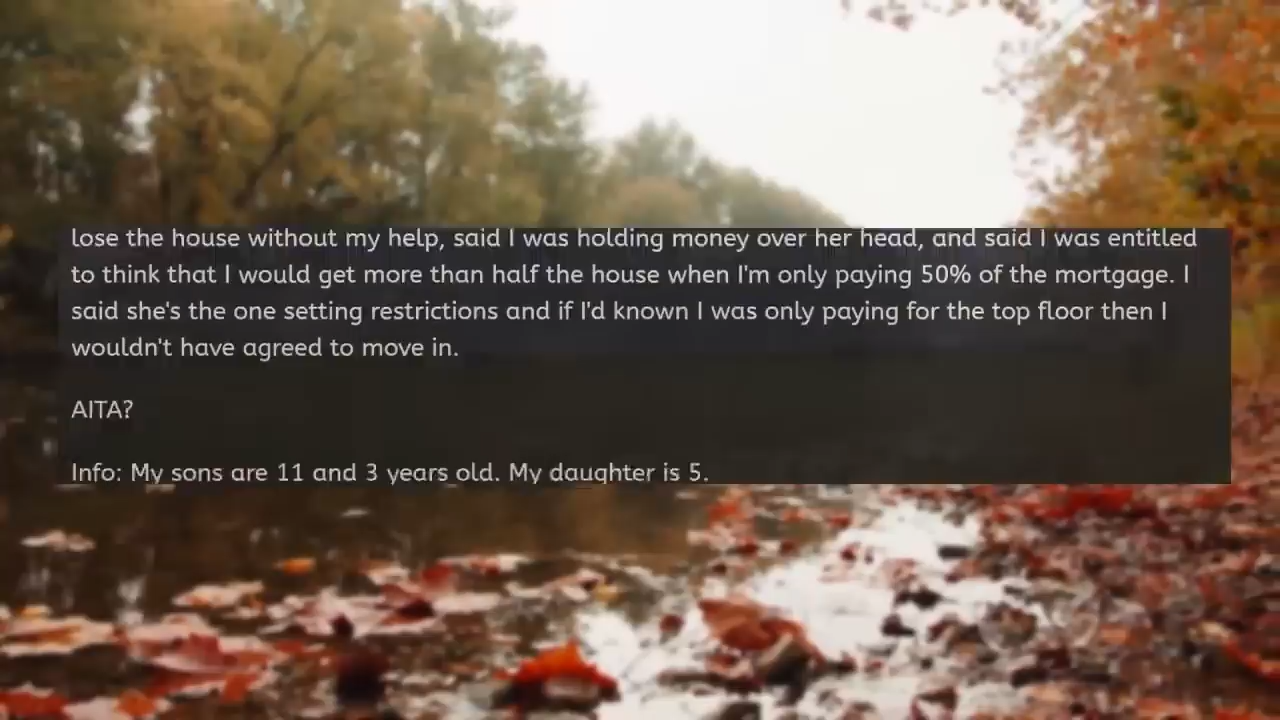 lose the house without my help, said I was holding money over her head, and said I was entitled
to think that I would get more than half the house when I'm only paying 50% of the mortgage. I
said she's the one setting restrictions and if I'd known I was only paying for the top floor then I
wouldn't have agreed to move in.
AITA?
Info: My sons are 11 and 3 years old. My daughter is 5.